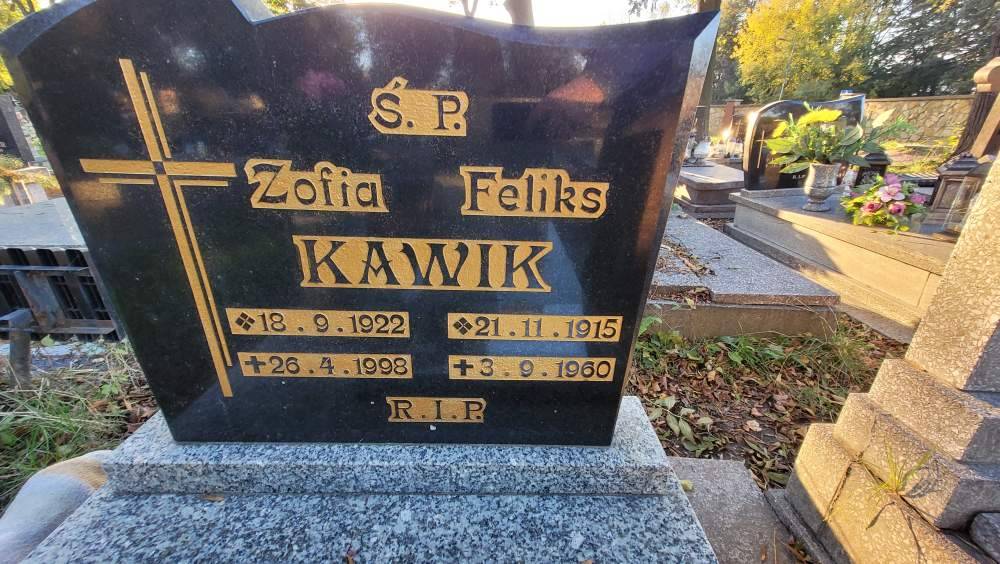 Ś. P.
Zofia Feliks
KAWIK
18.9.1922 21.11.1915
26.4.1998 3.9.1960
R.I.P.